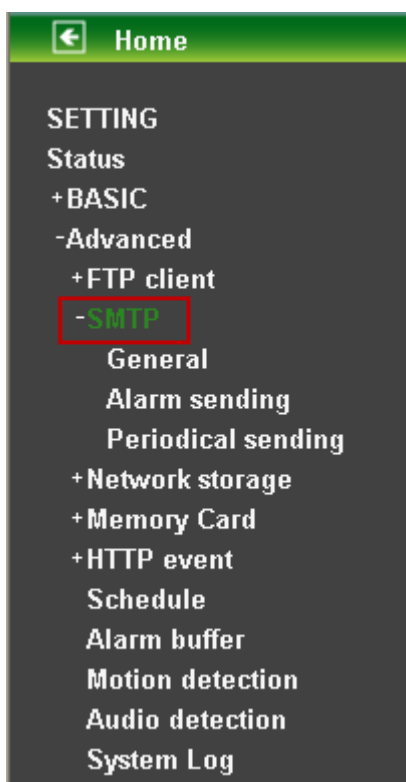 Home
SETTING
Status
+BASIC
-Advanced
+FTP client
-SMTP
General
Alarm sending
Periodical sending
+Network storage
+Memory Card
+HTTP event
Schedule
Alarm buffer
Motion detection
Audio detection
System Log